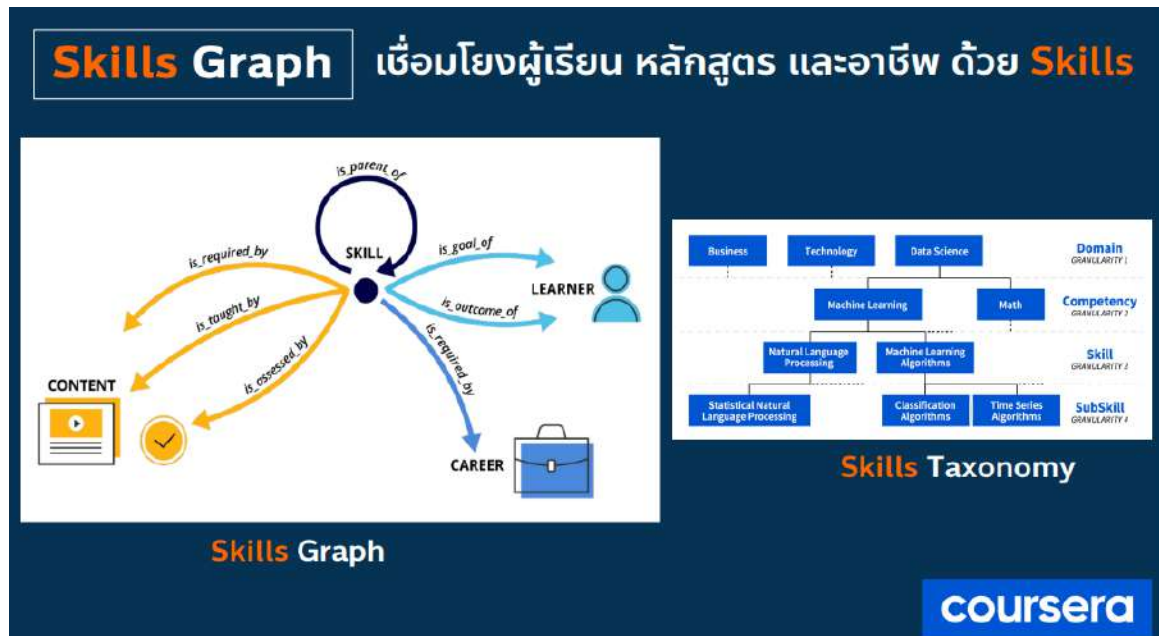 Skills Graph
เชื่อมโยงผู้เรียน หลักสูตร และอาชีพ ด้วย Skills
is_parent_of
is_required_by
SKILL
is_goal_of
LEARNER
is_taught_by
is_outcome_of
is_assessed_by
is_required_by
CONTENT
CAREER
Skills Graph
Business
Technology
Data Science
Domain
GRANULARITY 1
Machine Learning
Math
Competency
GRANULARITY 2
Natural Language
Processing
Machine Learning
Algorithms
Skill
GRANULARITY 3
Statistical Natural
Language Processing
Classification
Algorithms
Time Series
Algorithms
SubSkill
GRANULARITY 4
Skills Taxonomy
coursera